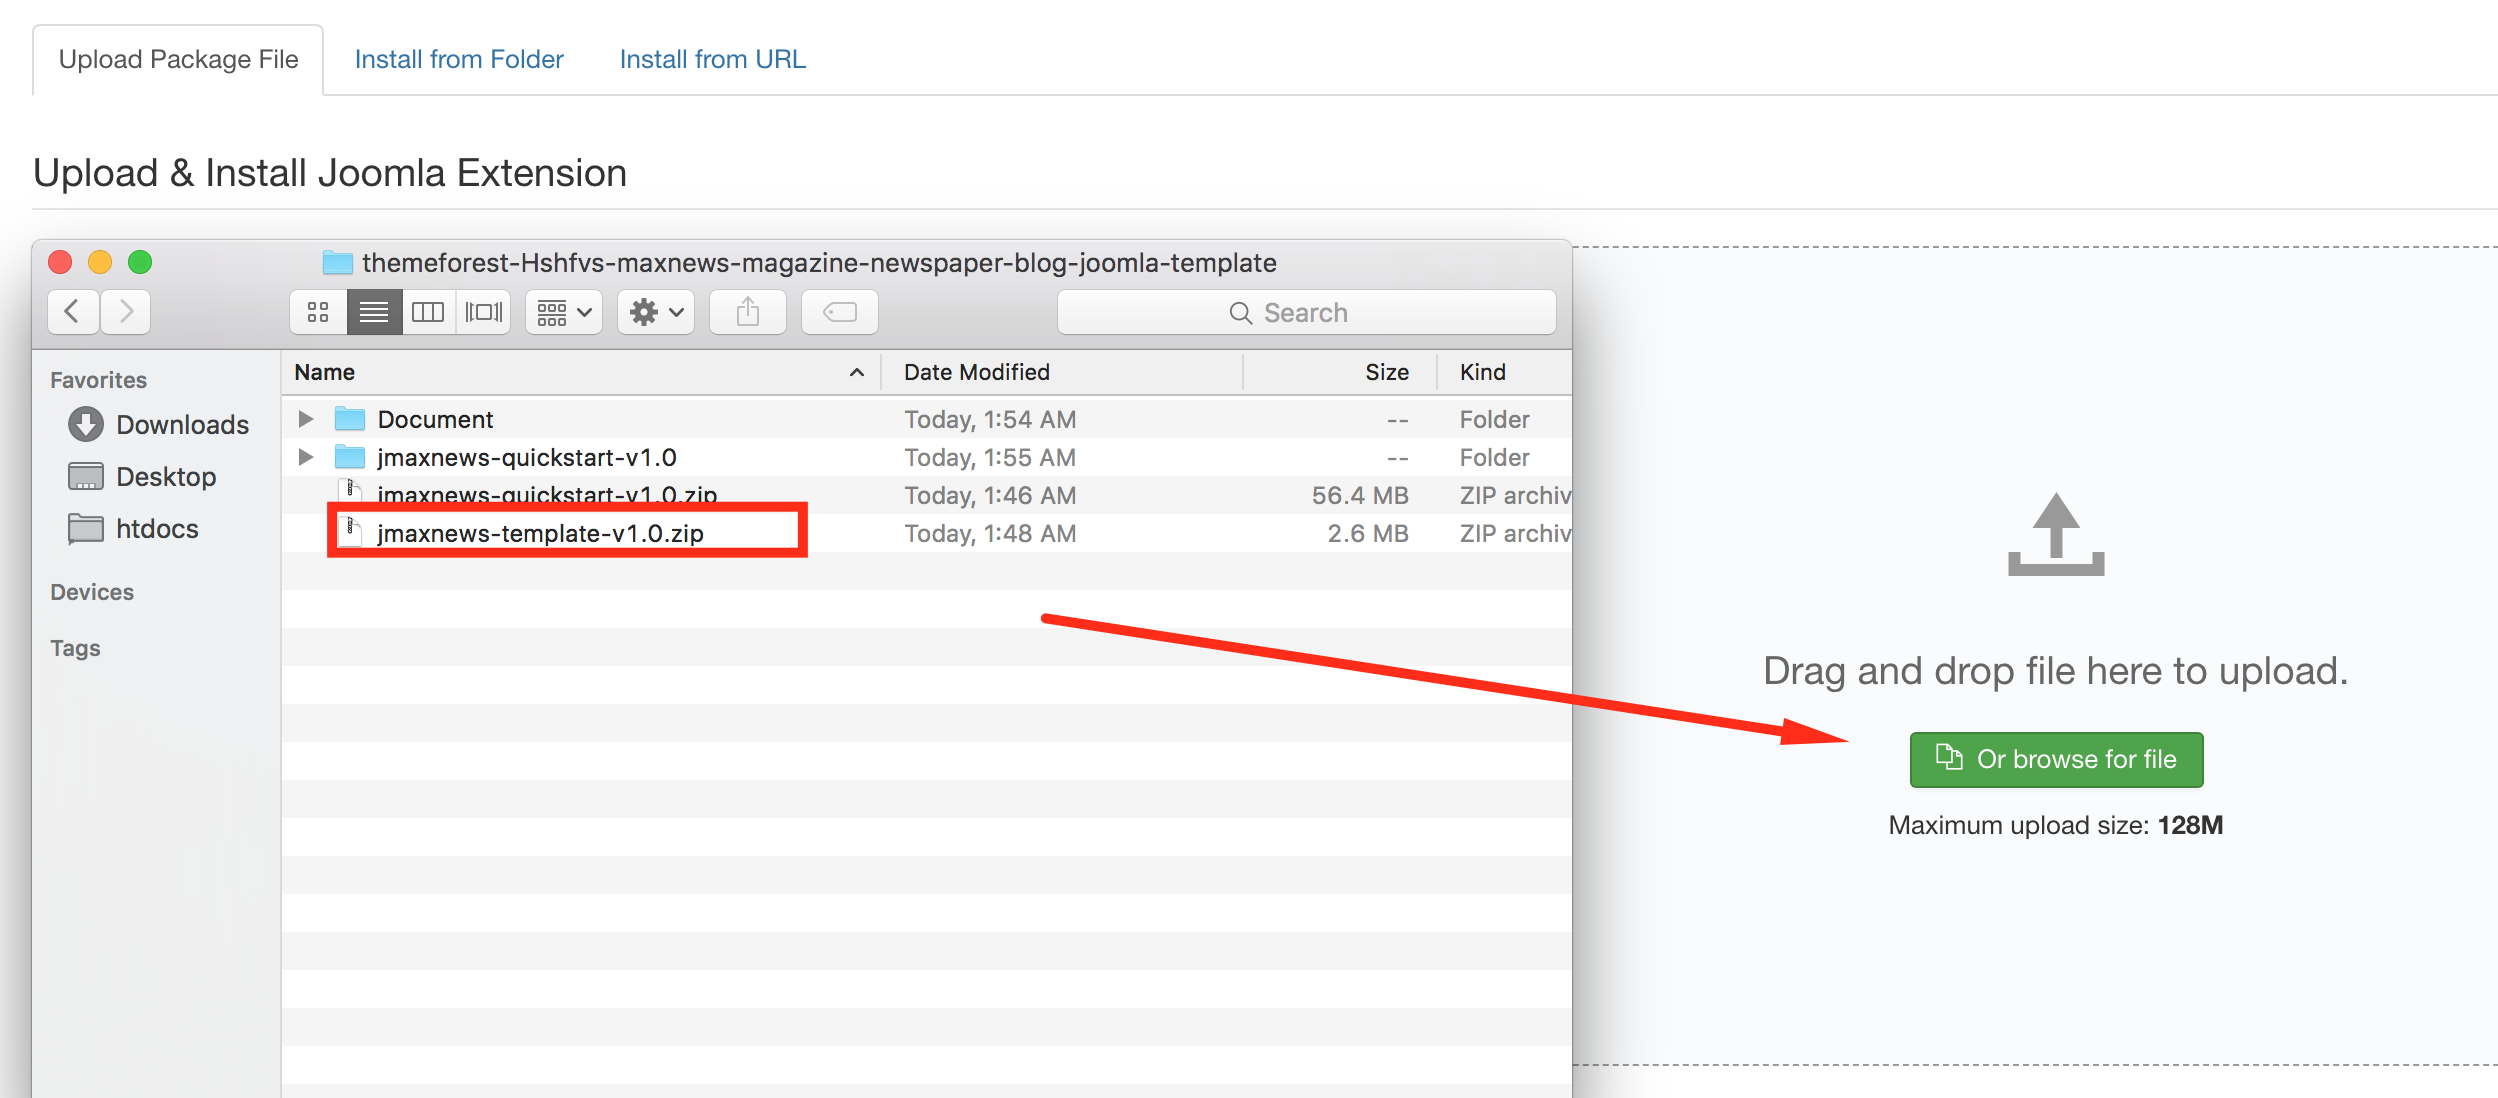 Upload Package File Install from Folder Install from URL
Upload & Install Joomla Extension
themeforest-Hshfvs-maxnews-magazine-newspaper-blog-joomla-template
Search
Favorites
Downloads
Desktop
htdocs
Devices
Tags
Name Date Modified Size Kind
Document Today, 1:54 AM -- Folder
jmaxnews-quickstart-v1.0 Today, 1:55 AM -- Folder
jmaxnews-quickstart-v1.0.zip Today, 1:46 AM 56.4 MB ZIP archiv
jmaxnews-template-v1.0.zip Today, 1:48 AM 2.6 MB ZIP archiv
Drag and drop file here to upload.
Or browse for file
Maximum upload size: 128M